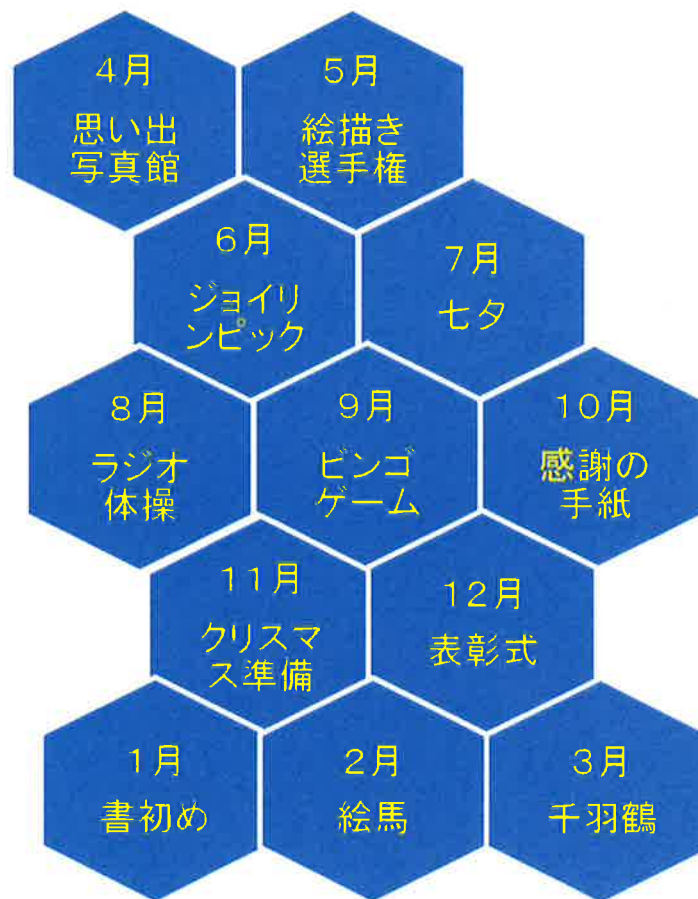 4月
思い出
写真館
5月
絵描き
選手権
6月
ジョイリ
ンピック
7月
七夕
8月
ラジオ
体操
9月
ビンゴ
ゲーム
10月
感謝の
手紙
11月
クリスマ
ス準備
12月
表彰式
1月
書初め
2月
絵馬
3月
千羽鶴